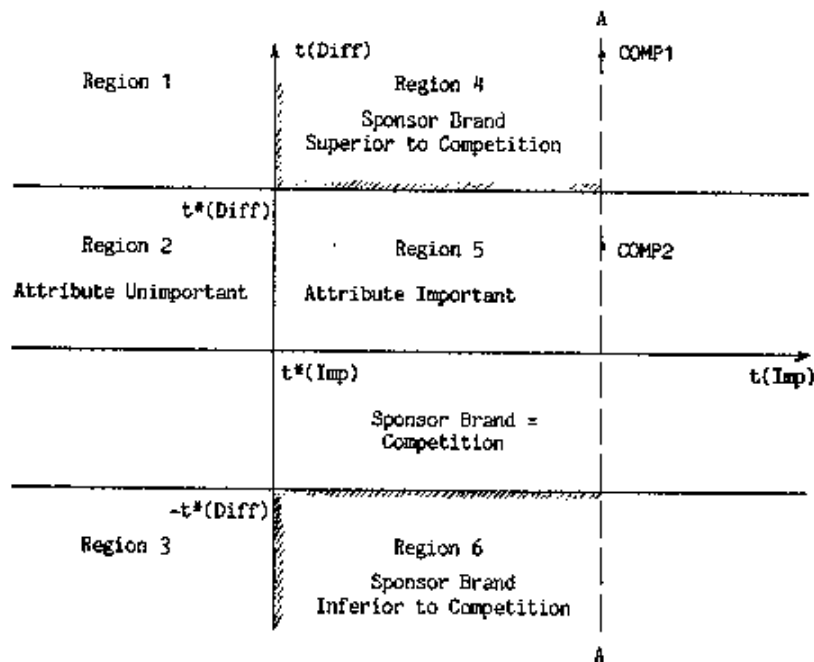 A
t(Diff)
COMP1
Region 1
Region 4
Sponsor Brand
Superior to Competition
t*(Diff)
Region 2
Region 5
COMP2
Attribute Unimportant
Attribute Important
t*(Imp)
t(Imp)
Sponsor Brand =
Competition
-t*(Diff)
Region 3
Region 6
Sponsor Brand
Inferior to Competition
A